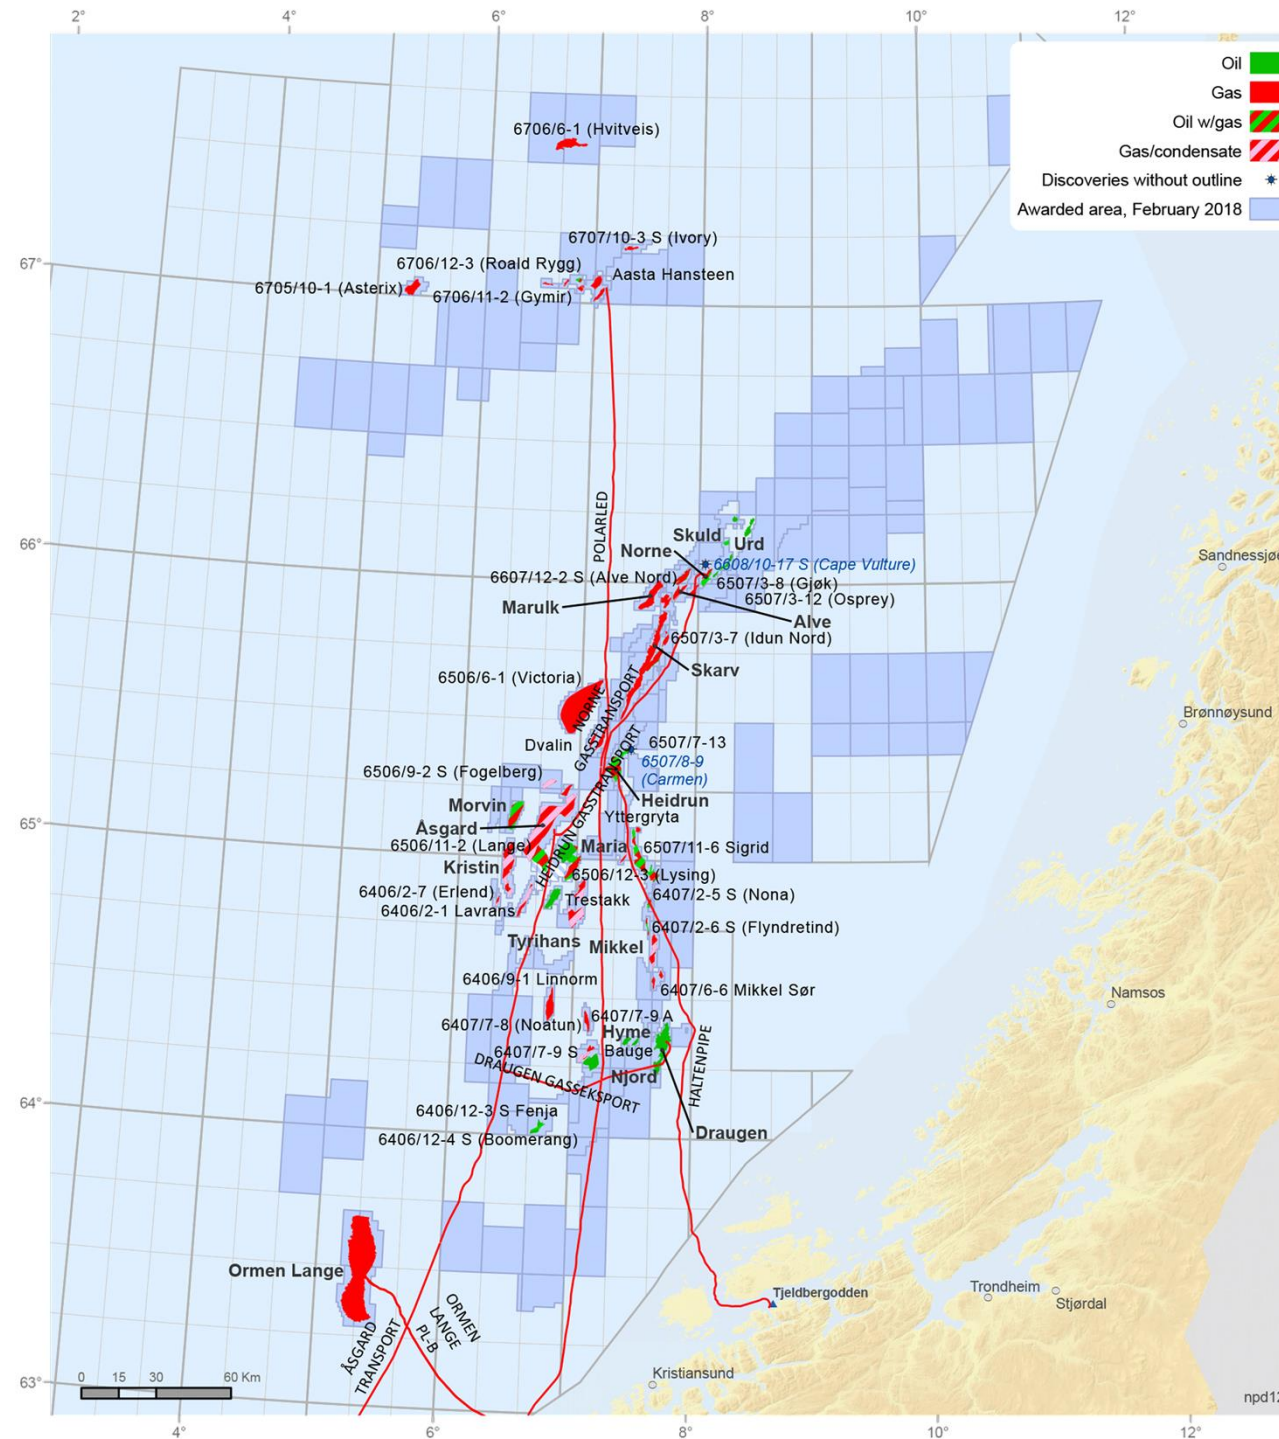 2°
4°
6°
8°
10°
12°
Oil
Gas
Oil w/gas
Gas/condensate
Discoveries without outline
Awarded area, February 2018
6706/6-1 (Hvitveis)
6707/10-3 S (Ivory)
67°
6706/12-3 (Roald Rygg)
Aasta Hansteen
6705/10-1 (Asterix)
6706/11-2 (Gymir)
POLARLED
66°
Skuld
Urd
Norne
6608/10-17 S (Cape Vulture)
Sandnessjøe
6607/12-2 S (Alve Nord)
6507/3-8 (Gjøk)
6507/3-12 (Osprey)
Marulk
Alve
6507/3-7 (Idun Nord)
Skarv
6506/6-1 (Victoria)
NORNE
GASSTRANSPORT
Brønnøysund
Dvalin
6507/7-13
6507/8-9
(Carmen)
6506/9-2 S (Fogelberg)
HEIDRUN GASSTRANSPORT
Heidrun
Morvin
65°
Åsgard
Yttergryta
6506/11-2 (Lange)
Maria
6507/11-6 Sigrid
Kristin
6506/12-3 (Lysing)
6406/2-7 (Erlend)
6407/2-5 S (Nona)
Trestakk
6406/2-1 Lavrans
6407/2-6 S (Flyndretind)
Tyrihans
Mikkel
6406/9-1 Linnorm
6407/6-6 Mikkel Sør
Namsos
6407/7-9 A
6407/7-8 (Noatun)
Hyme
6407/7-9 S
Bauge
HALTENPIPE
DRAUGEN GASSEKSPORT
Njord
64°
6406/12-3 S Fenja
Draugen
6406/12-4 S (Boomerang)
Ormen Lange
Tjeldbergodden
Trondheim
Stjørdal
ORMEN
LANGE
PL-B
ÅSGARD
TRANSPORT
Kristiansund
63°
0 15 30 60 Km
npd12
4°
6°
8°
10°
12°